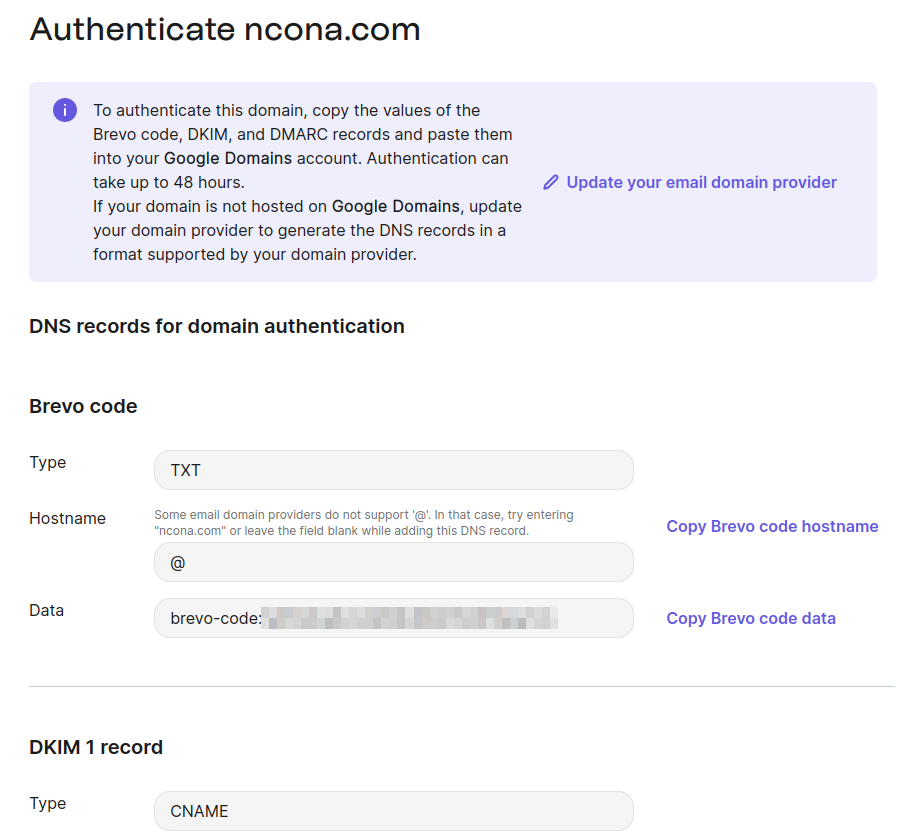 Authenticate ncona.com
To authenticate this domain, copy the values of the
Brevo code, DKIM, and DMARC records and paste them
into your Google Domains account. Authentication can
take up to 48 hours.
If your domain is not hosted on Google Domains, update
your domain provider to generate the DNS records in a
format supported by your domain provider.
Update your email domain provider
DNS records for domain authentication
Brevo code
Type
TXT
Hostname
Some email domain providers do not support '@'. In that case, try entering
"ncona.com" or leave the field blank while adding this DNS record.
@
Copy Brevo code hostname
Data
brevo-code:
Copy Brevo code data
DKIM 1 record
Type
CNAME